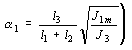 α₁ = l₃ / (l₁ + l₂) √(J₁ₘ / J₃)